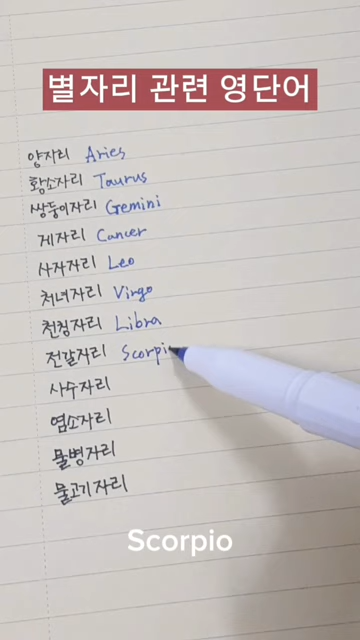 별자리 관련 영단어
양자리 Aries
황소자리 Taurus
쌍둥이자리 Gemini
게자리 Cancer
사자자리 Leo
처녀자리 Virgo
천칭자리 Libra
전갈자리 Scorpi
사수자리
염소자리
물병자리
물고기자리
Scorpio